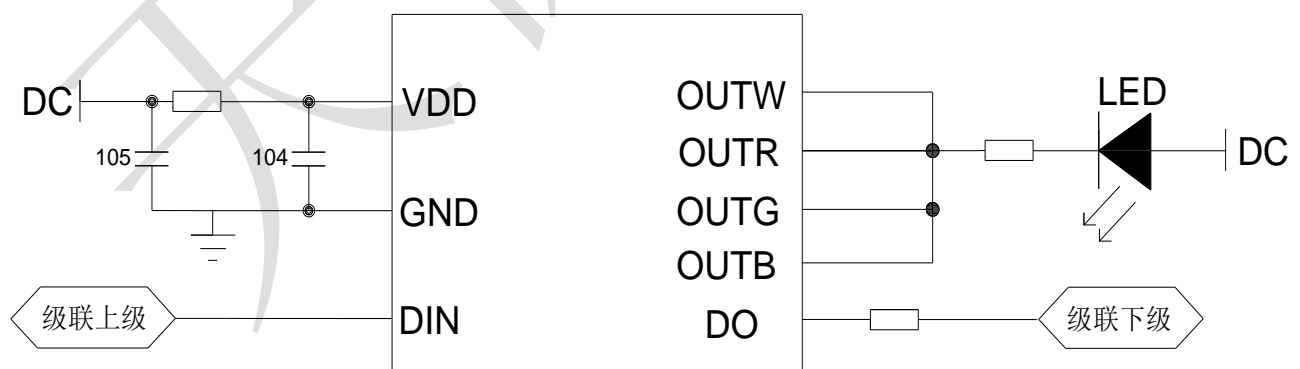 DC
VDD
105
104
GND
级联上级
DIN
OUTW
OUTR
OUTG
OUTB
DO
级联下级
LED
DC